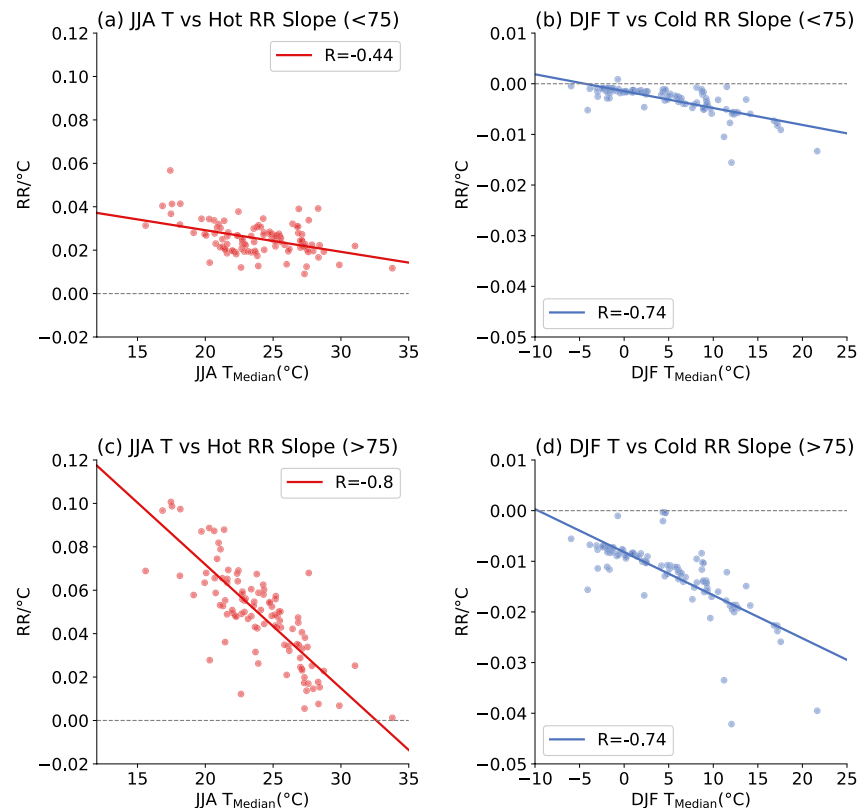 (a) JJA T vs Hot RR Slope (<75)
0.12
0.10
0.08
0.06
0.04
0.02
0.00
−0.02
RR/°C
R=-0.44
15 20 25 30 35
JJA T_Median(°C)
(b) DJF T vs Cold RR Slope (<75)
0.01
0.00
−0.01
−0.02
−0.03
−0.04
−0.05
RR/°C
R=-0.74
−10 −5 0 5 10 15 20 25
DJF T_Median(°C)
(c) JJA T vs Hot RR Slope (>75)
0.12
0.10
0.08
0.06
0.04
0.02
0.00
−0.02
RR/°C
R=-0.8
15 20 25 30 35
JJA T_Median(°C)
(d) DJF T vs Cold RR Slope (>75)
0.01
0.00
−0.01
−0.02
−0.03
−0.04
−0.05
RR/°C
R=-0.74
−10 −5 0 5 10 15 20 25
DJF T_Median(°C)